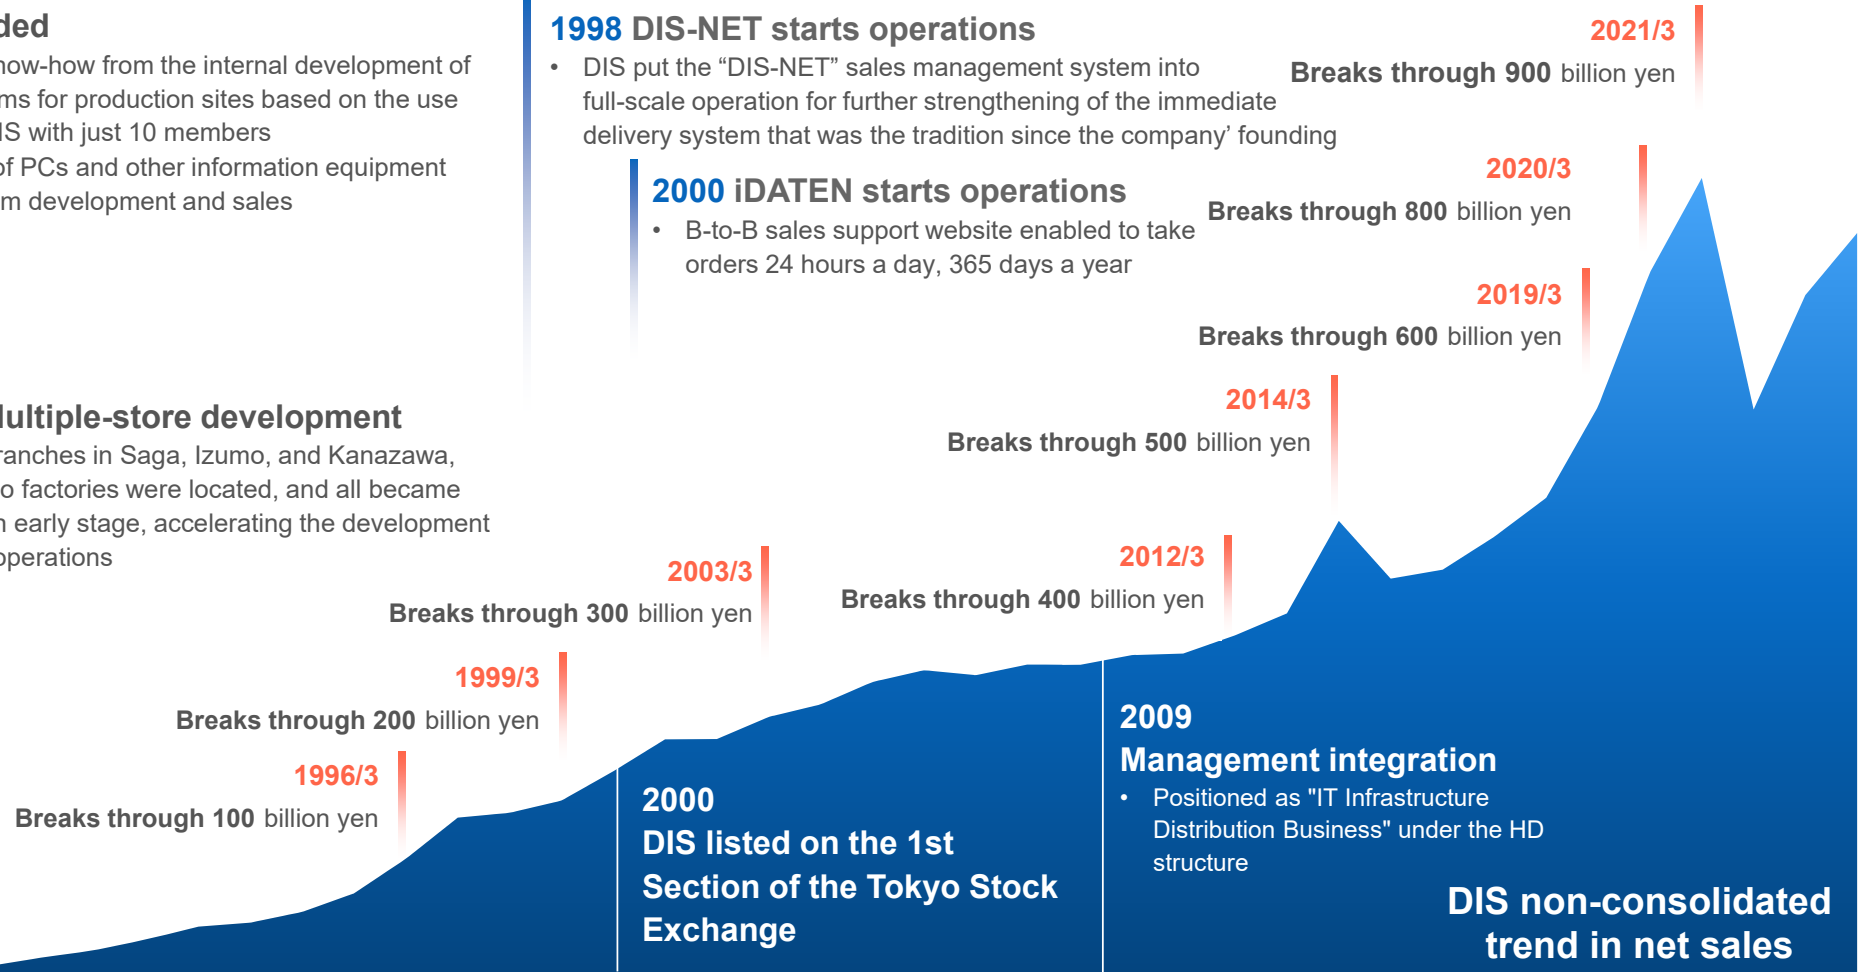 ded
now-how from the internal development of
ms for production sites based on the use
IS with just 10 members
of PCs and other information equipment
m development and sales
Multiple-store development
ranches in Saga, Izumo, and Kanazawa,
o factories were located, and all became
n early stage, accelerating the development
operations
1998 DIS-NET starts operations
• DIS put the “DIS-NET” sales management system into
full-scale operation for further strengthening of the immediate
delivery system that was the tradition since the company’ founding
2000 iDATEN starts operations
• B-to-B sales support website enabled to take
orders 24 hours a day, 365 days a year
2021/3
Breaks through 900 billion yen
2020/3
Breaks through 800 billion yen
2019/3
Breaks through 600 billion yen
2014/3
Breaks through 500 billion yen
2012/3
Breaks through 400 billion yen
2003/3
Breaks through 300 billion yen
1999/3
Breaks through 200 billion yen
1996/3
Breaks through 100 billion yen
2000
DIS listed on the 1st
Section of the Tokyo Stock
Exchange
2009
Management integration
• Positioned as "IT Infrastructure
Distribution Business" under the HD
structure
DIS non-consolidated
trend in net sales